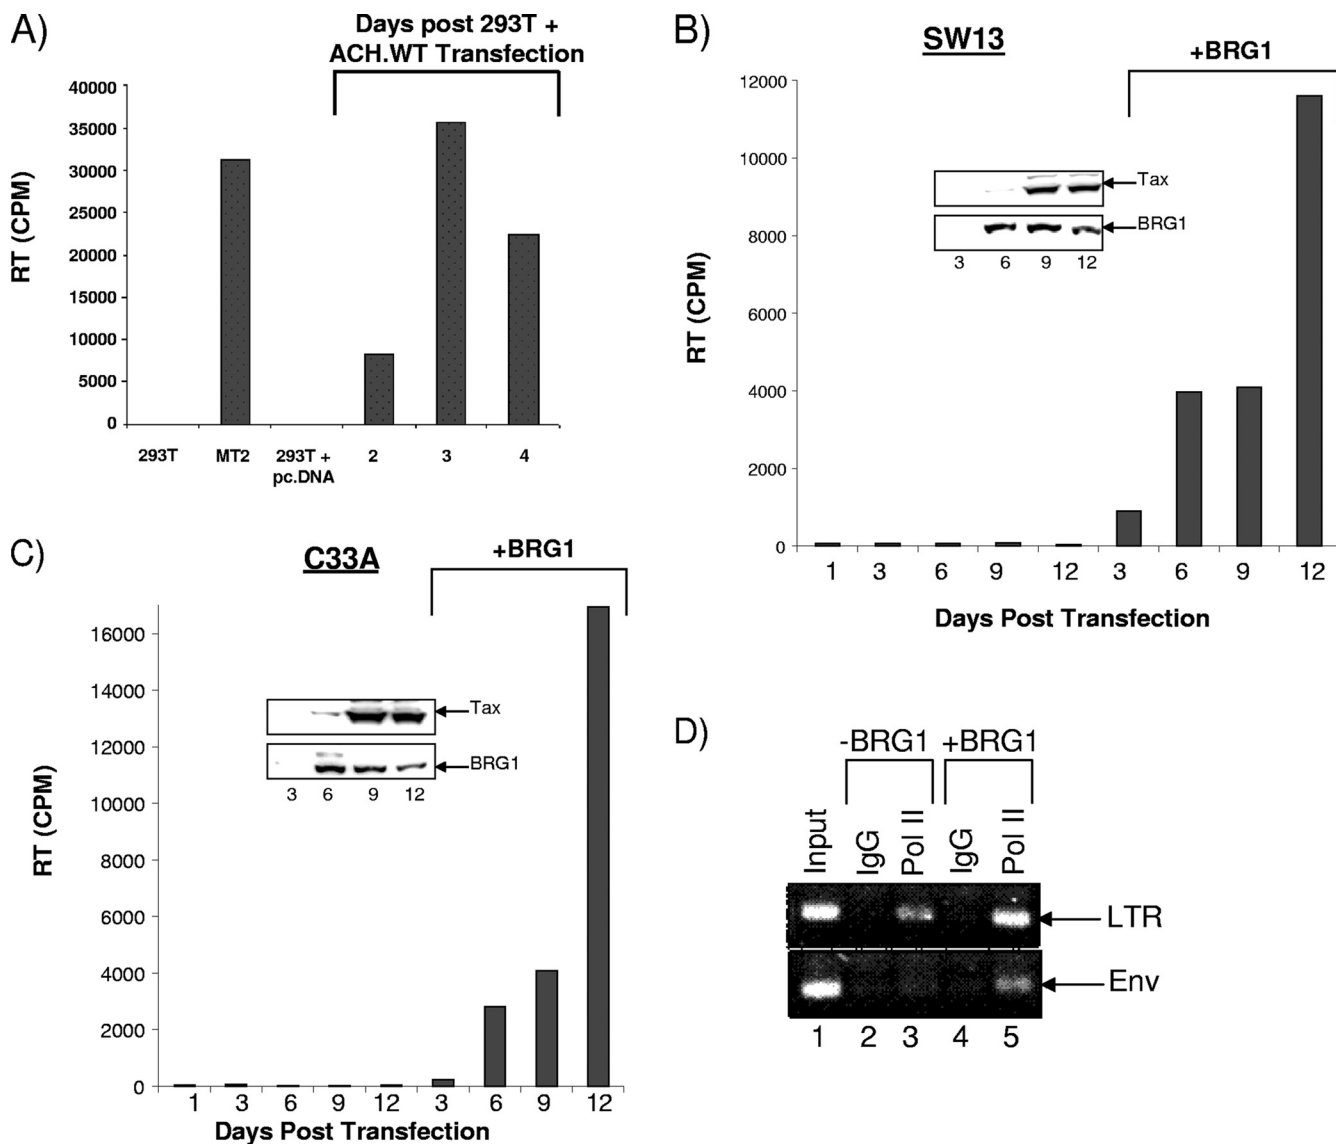 A)
Days post 293T +
ACH.WT Transfection
RT (CPM)
40000
35000
30000
25000
20000
15000
10000
5000
0
293T MT2 293T + pc.DNA 2 3 4
B)
SW13
+BRG1
RT (CPM)
12000
10000
8000
6000
4000
2000
0
Tax
BRG1
3 6 9 12
1 3 6 9 12 3 6 9 12
Days Post Transfection
C)
C33A
+BRG1
RT (CPM)
16000
14000
12000
10000
8000
6000
4000
2000
0
Tax
BRG1
3 6 9 12
1 3 6 9 12 3 6 9 12
Days Post Transfection
D)
-BRG1 +BRG1
Input IgG Pol II IgG Pol II
LTR
Env
1 2 3 4 5